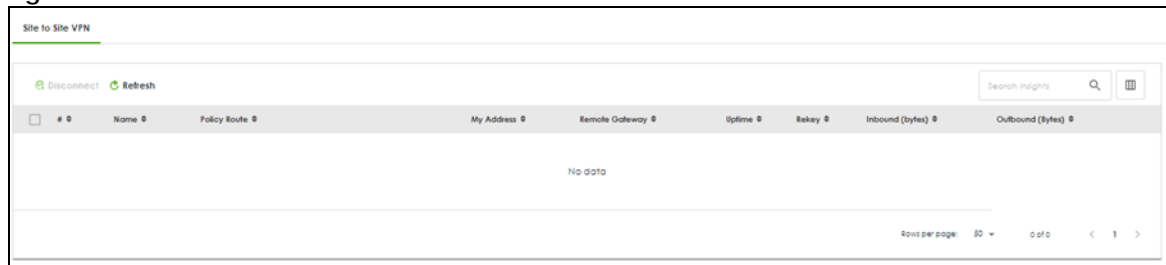 Site to Site VPN
Disconnect Refresh Search insights
# Name Policy Route My Address Remote Gateway Uptime Rekey Inbound (bytes) Outbound (Bytes)
No data
Rows per page: 50 0 of 0 < 1 >